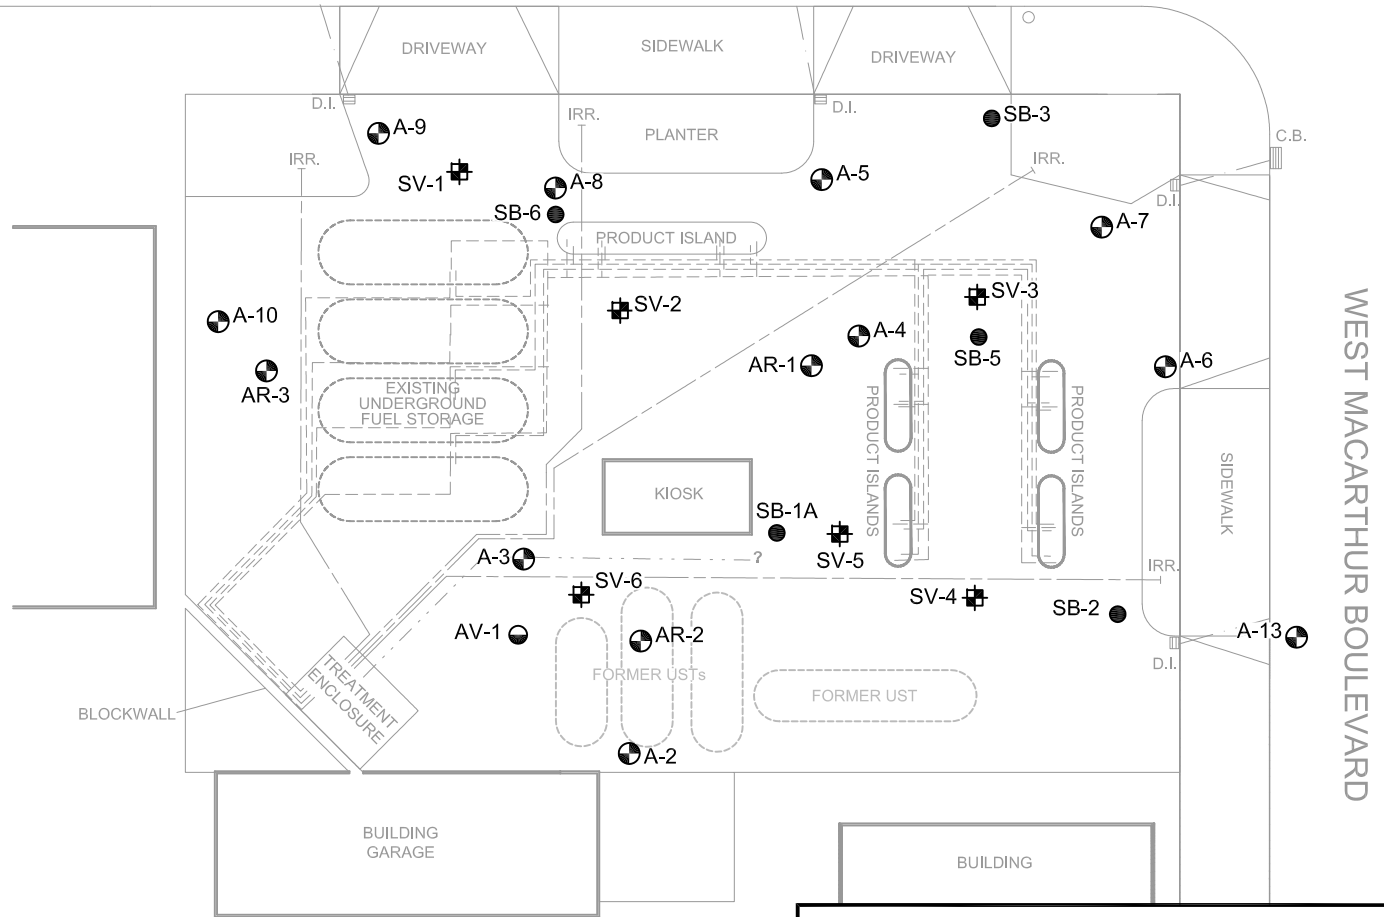 DRIVEWAY
SIDEWALK
DRIVEWAY
D.I.
IRR.
D.I.
SB-3
A-9
PLANTER
C.B.
IRR.
IRR.
SV-1
A-8
A-5
D.I.
SB-6
A-7
PRODUCT ISLAND
SV-3
SV-2
A-10
A-4
SB-5
AR-1
A-6
AR-3
EXISTING
UNDERGROUND
FUEL STORAGE
PRODUCT ISLANDS
PRODUCT ISLANDS
WEST MACARTHUR BOULEVARD
SIDEWALK
KIOSK
SB-1A
A-3
?
SV-5
IRR.
SV-6
SV-4
SB-2
AV-1
AR-2
A-13
D.I.
FORMER USTs
FORMER UST
TREATMENT
ENCLOSURE
BLOCKWALL
A-2
BUILDING
GARAGE
BUILDING